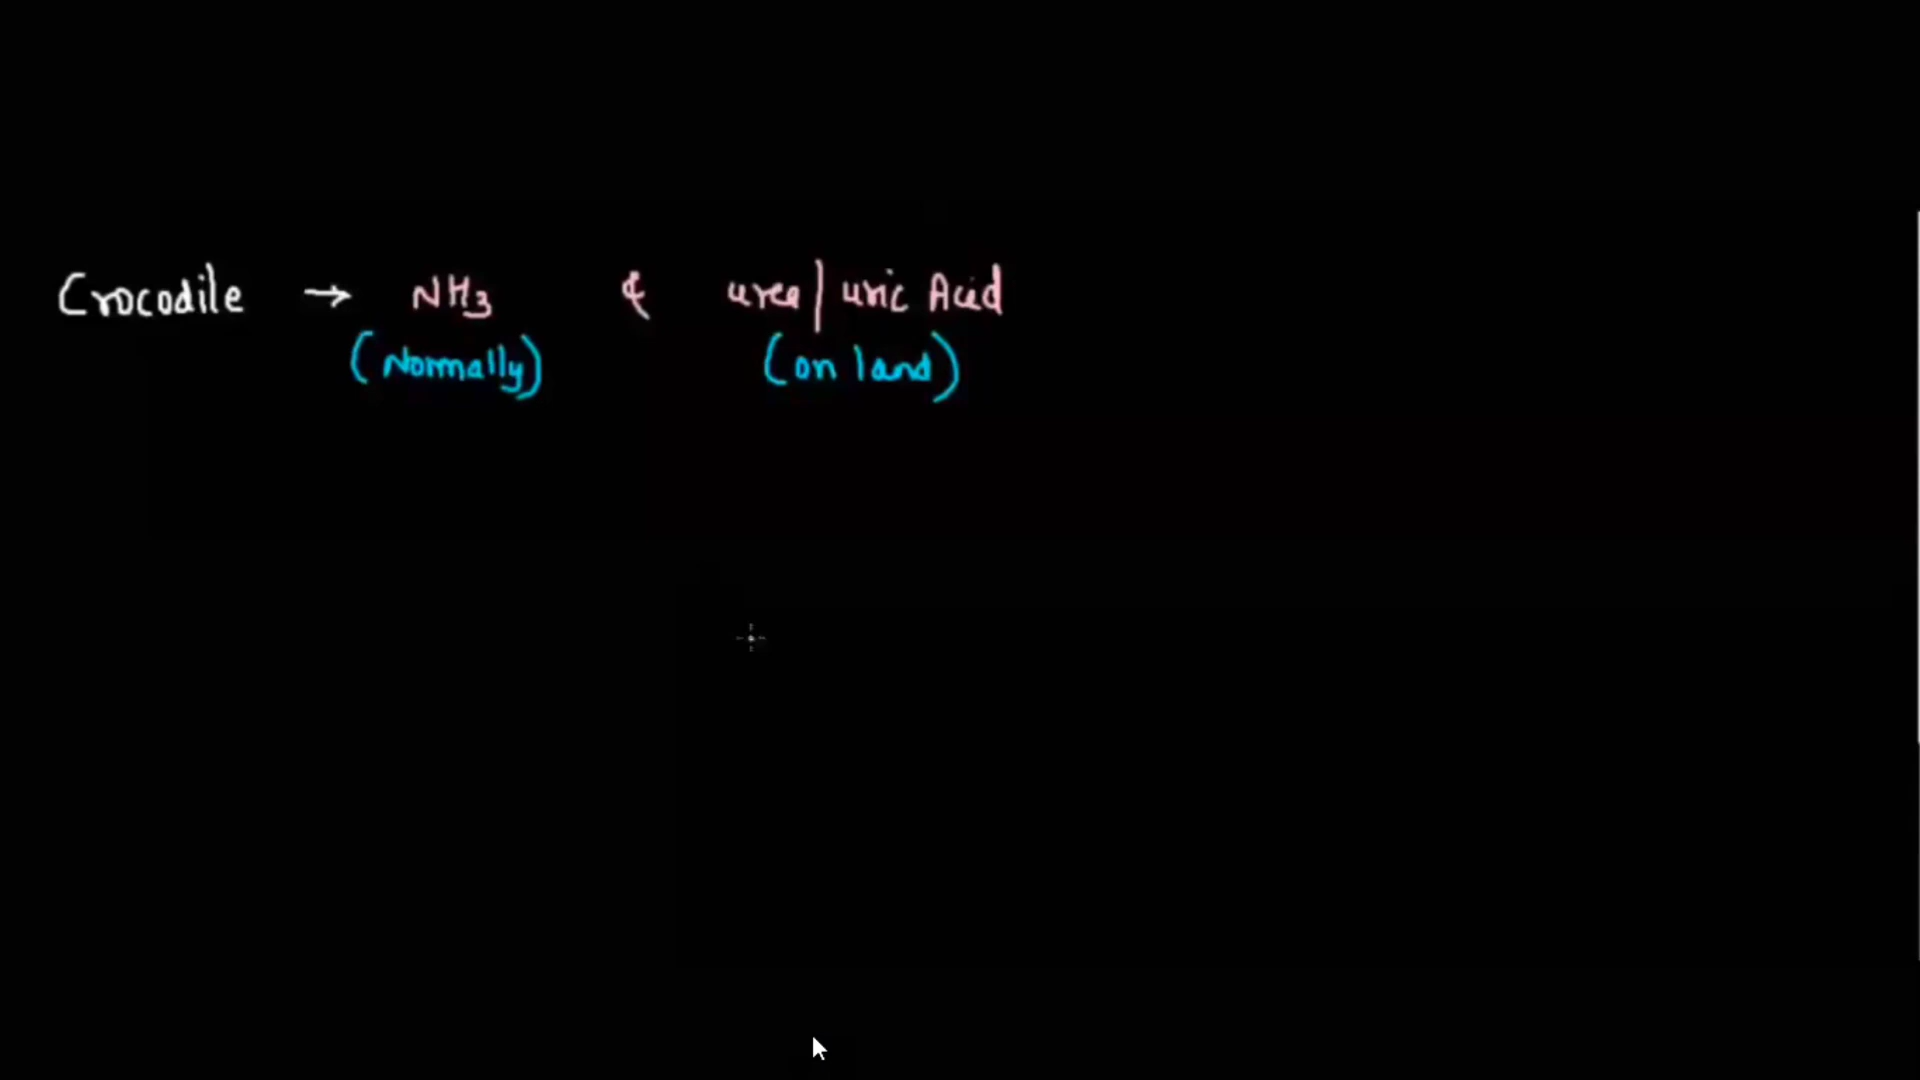 Crocodile → NH3 & urea | uric Acid
(Normally) (on land)